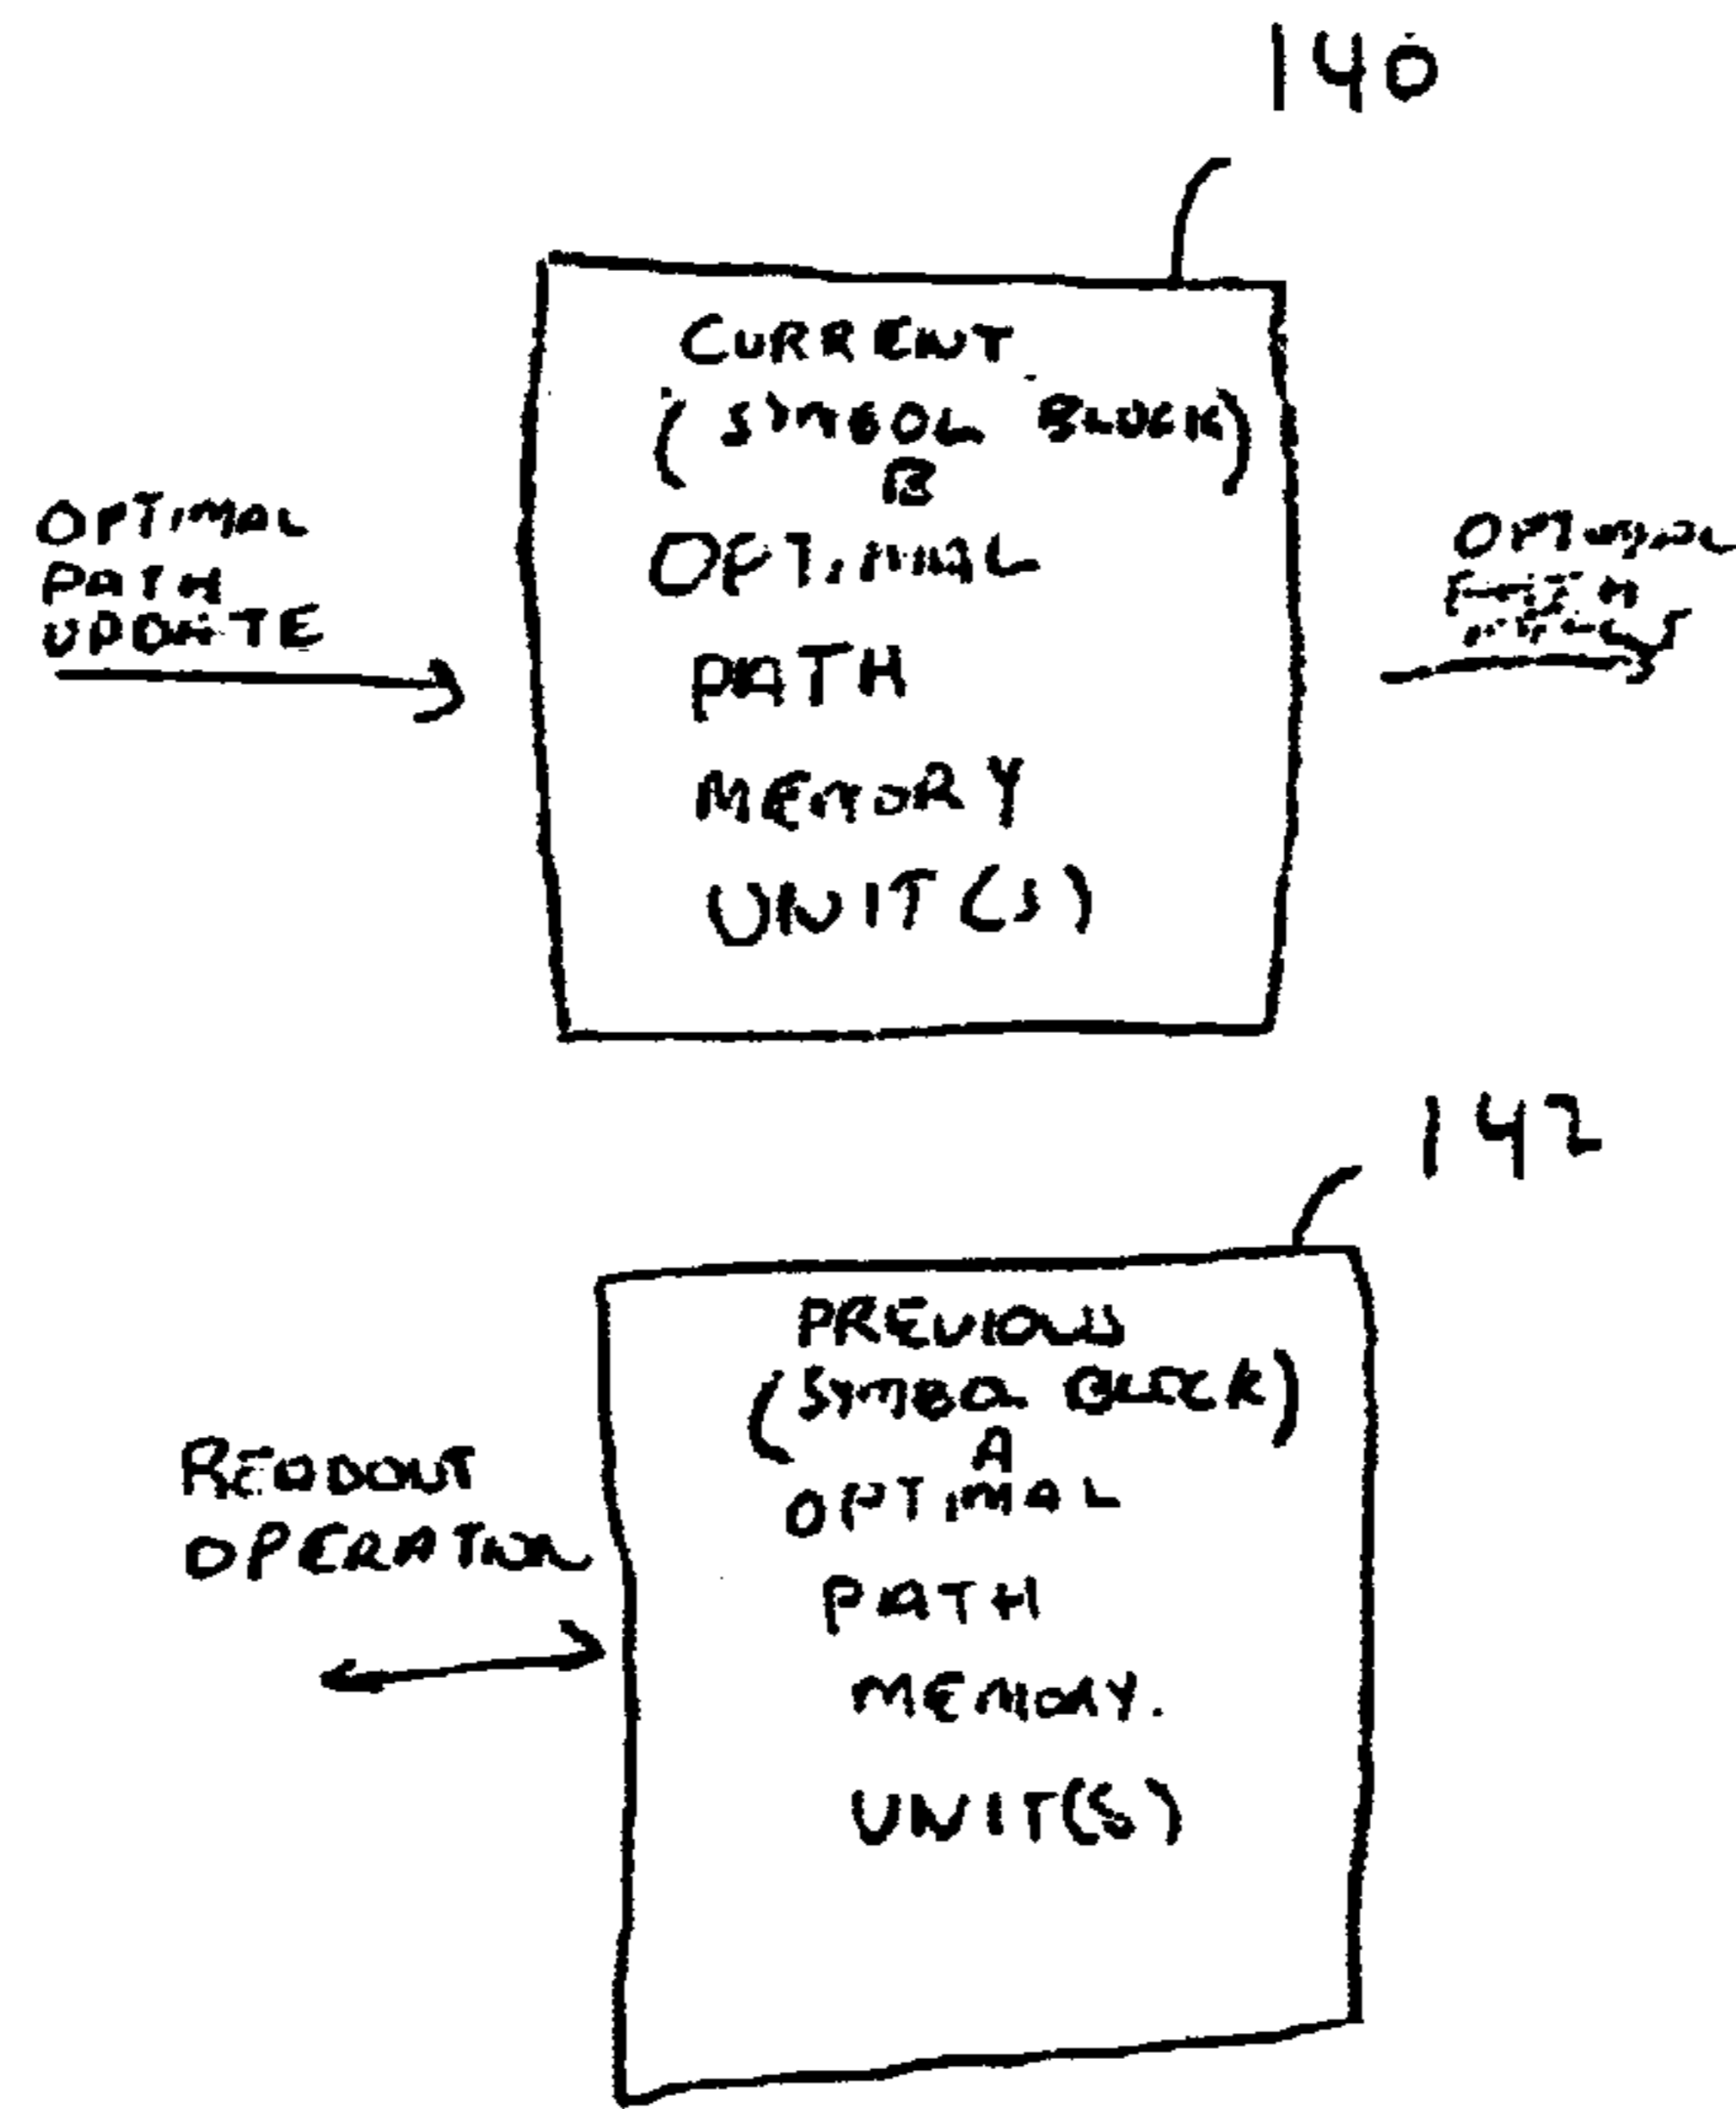 140
CURRENT
(SYMBOL BLOCK)
B
OPTIMAL
PATH
MEMORY
UNIT(S)
OPTIMAL
PATH
UPDATE
OPTIMAL
142
PREVIOUS
(SYMBOL BLOCK)
A
OPTIMAL
PATH
MEMORY.
UNIT(S)
READOUT
OPERATION